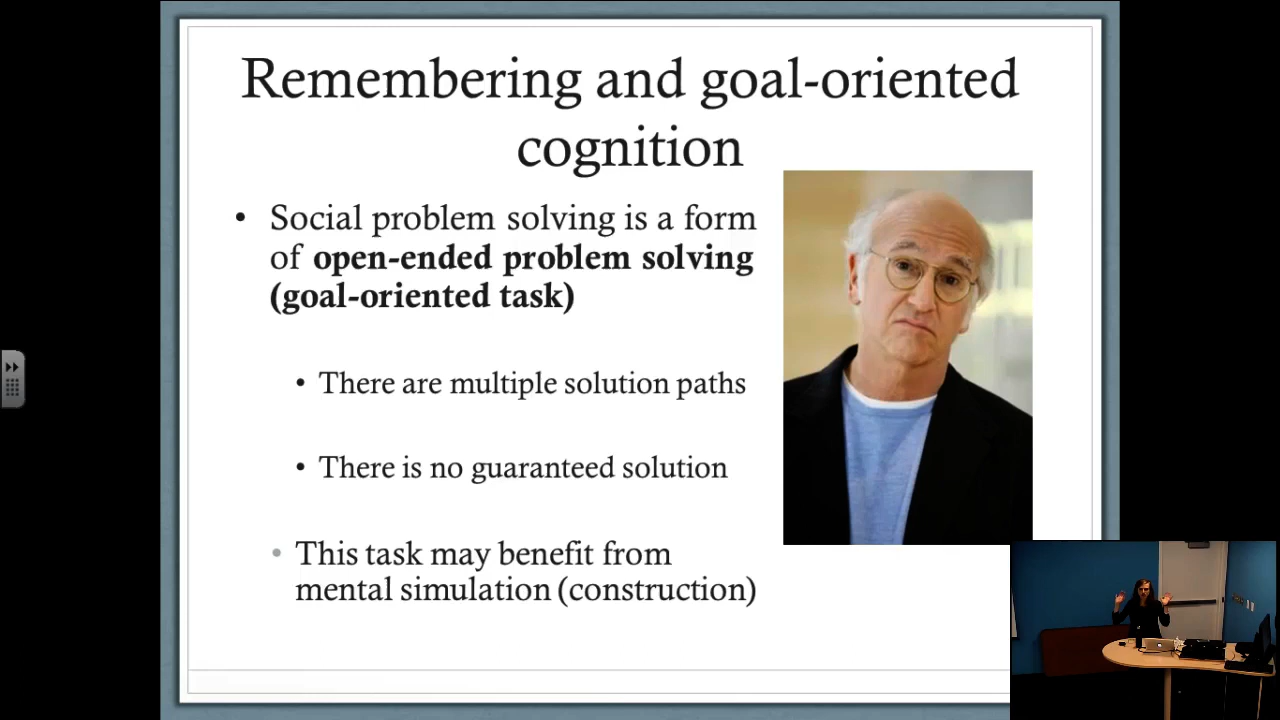 Remembering and goal-oriented
cognition
• Social problem solving is a form
of open-ended problem solving
(goal-oriented task)
• There are multiple solution paths
• There is no guaranteed solution
• This task may benefit from
mental simulation (construction)